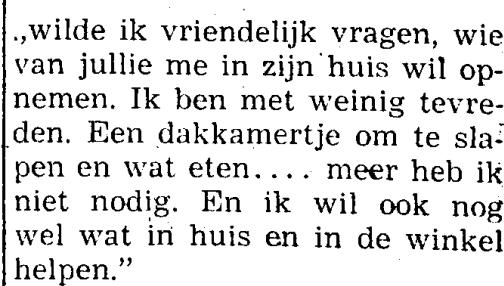 „wilde ik vriendelijk vragen, wie
van jullie me in zijn huis wil op-
nemen. Ik ben met weinig tevre-
den. Een dakkamertje om te sla-
pen en wat eten.... meer heb ik
niet nodig. En ik wil ook nog
wel wat in huis en in de winkel
helpen.”